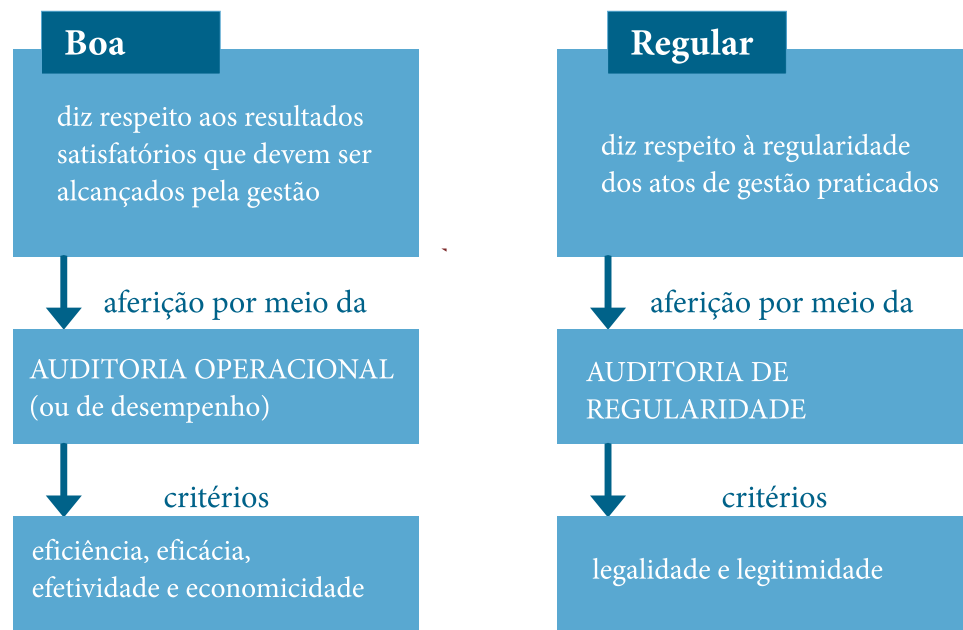 Boa
diz respeito aos resultados
satisfatórios que devem ser
alcançados pela gestão
aferição por meio da
AUDITORIA OPERACIONAL
(ou de desempenho)
critérios
eficiência, eficácia,
efetividade e economicidade
Regular
diz respeito à regularidade
dos atos de gestão praticados
aferição por meio da
AUDITORIA DE
REGULARIDADE
critérios
legalidade e legitimidade